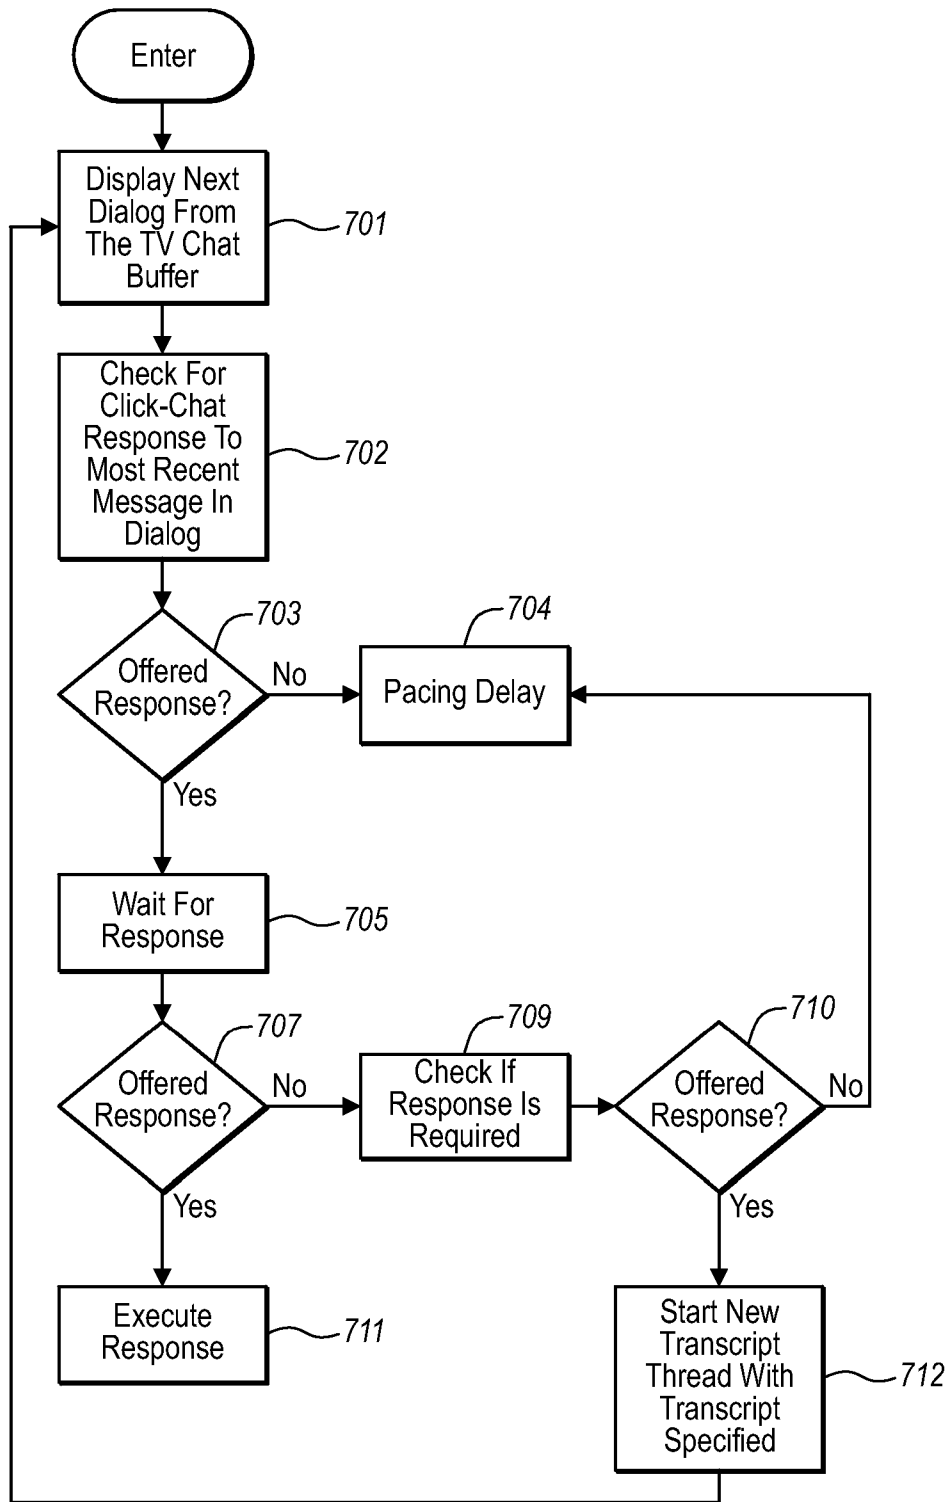 Enter
Display Next
Dialog From
The TV Chat
Buffer
701
Check For
Click-Chat
Response To
Most Recent
Message In
Dialog
702
703
Offered
Response?
No
Yes
704
Pacing Delay
Wait For
Response
705
707
Offered
Response?
No
Yes
709
Check If
Response Is
Required
710
Offered
Response?
No
Yes
Execute
Response
711
Start New
Transcript
Thread With
Transcript
Specified
712